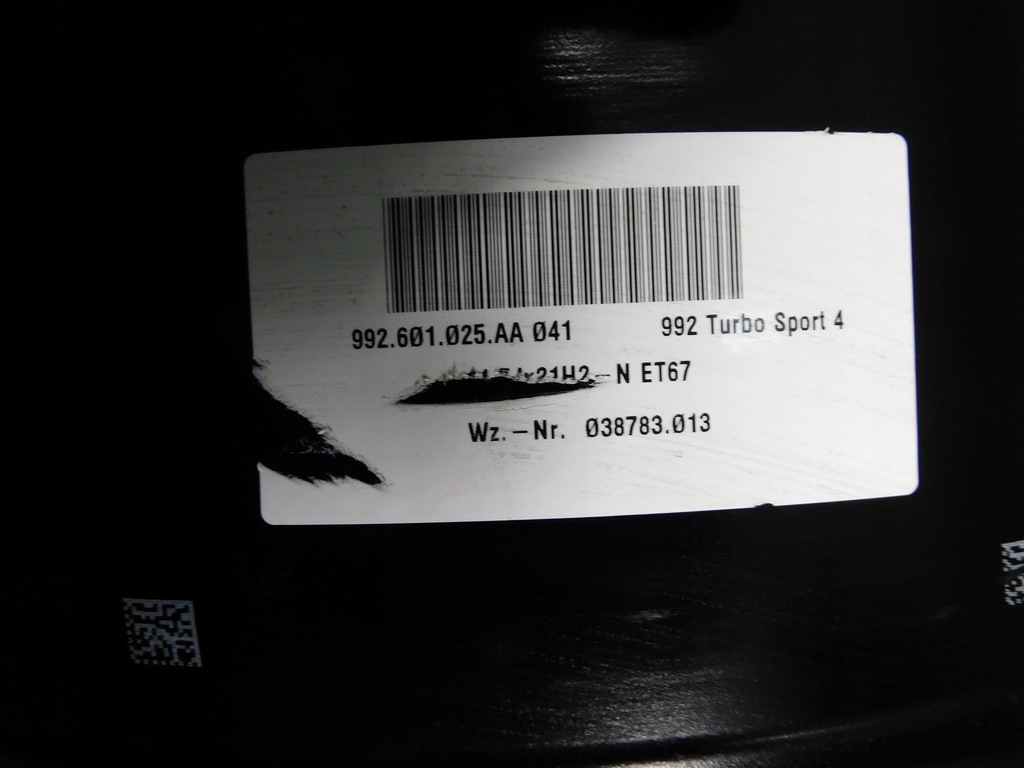 992.601.025.AA 041 992 Turbo Sport 4
N ET67
Wz.-Nr. 038783.013